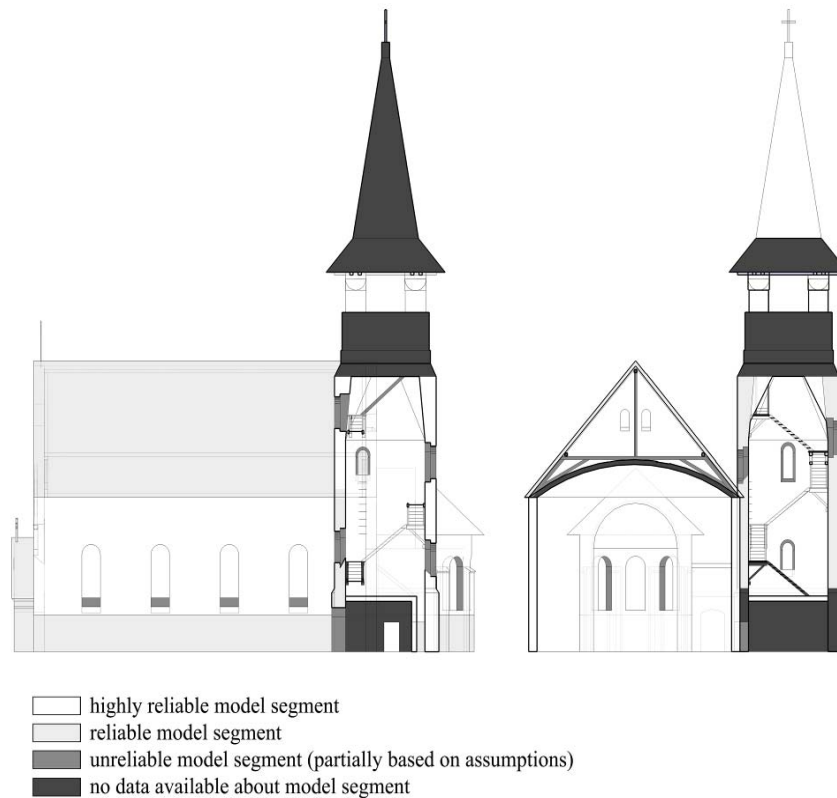 highly reliable model segment
reliable model segment
unreliable model segment (partially based on assumptions)
no data available about model segment